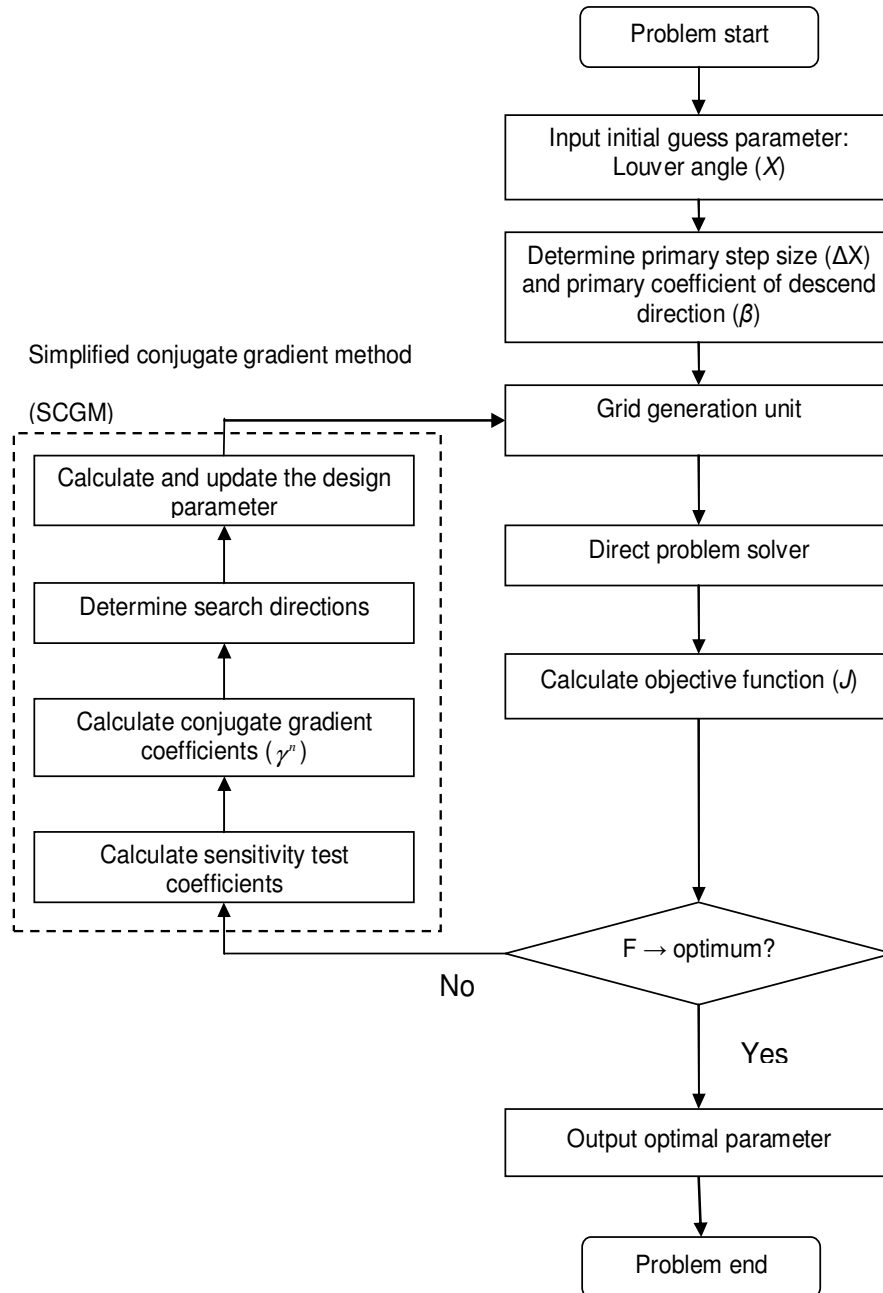 Problem start
Input initial guess parameter:
Louver angle (X)
Determine primary step size (ΔX)
and primary coefficient of descend
direction (β)
Simplified conjugate gradient method
(SCGM)
Grid generation unit
Calculate and update the design
parameter
Direct problem solver
Determine search directions
Calculate objective function (J)
Calculate conjugate gradient
coefficients (γⁿ)
Calculate sensitivity test
coefficients
F → optimum?
No
Yes
Output optimal parameter
Problem end